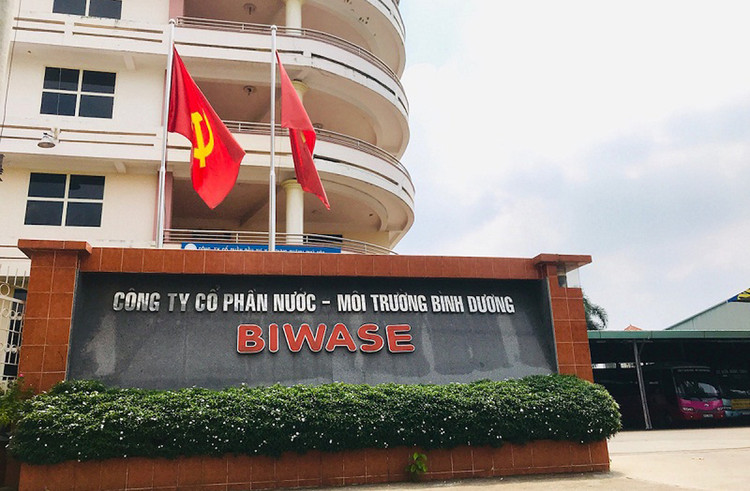 CÔNG TY CỔ PHẦN NƯỚC - MÔI TRƯỜNG BÌNH DƯƠNG
BIWASE